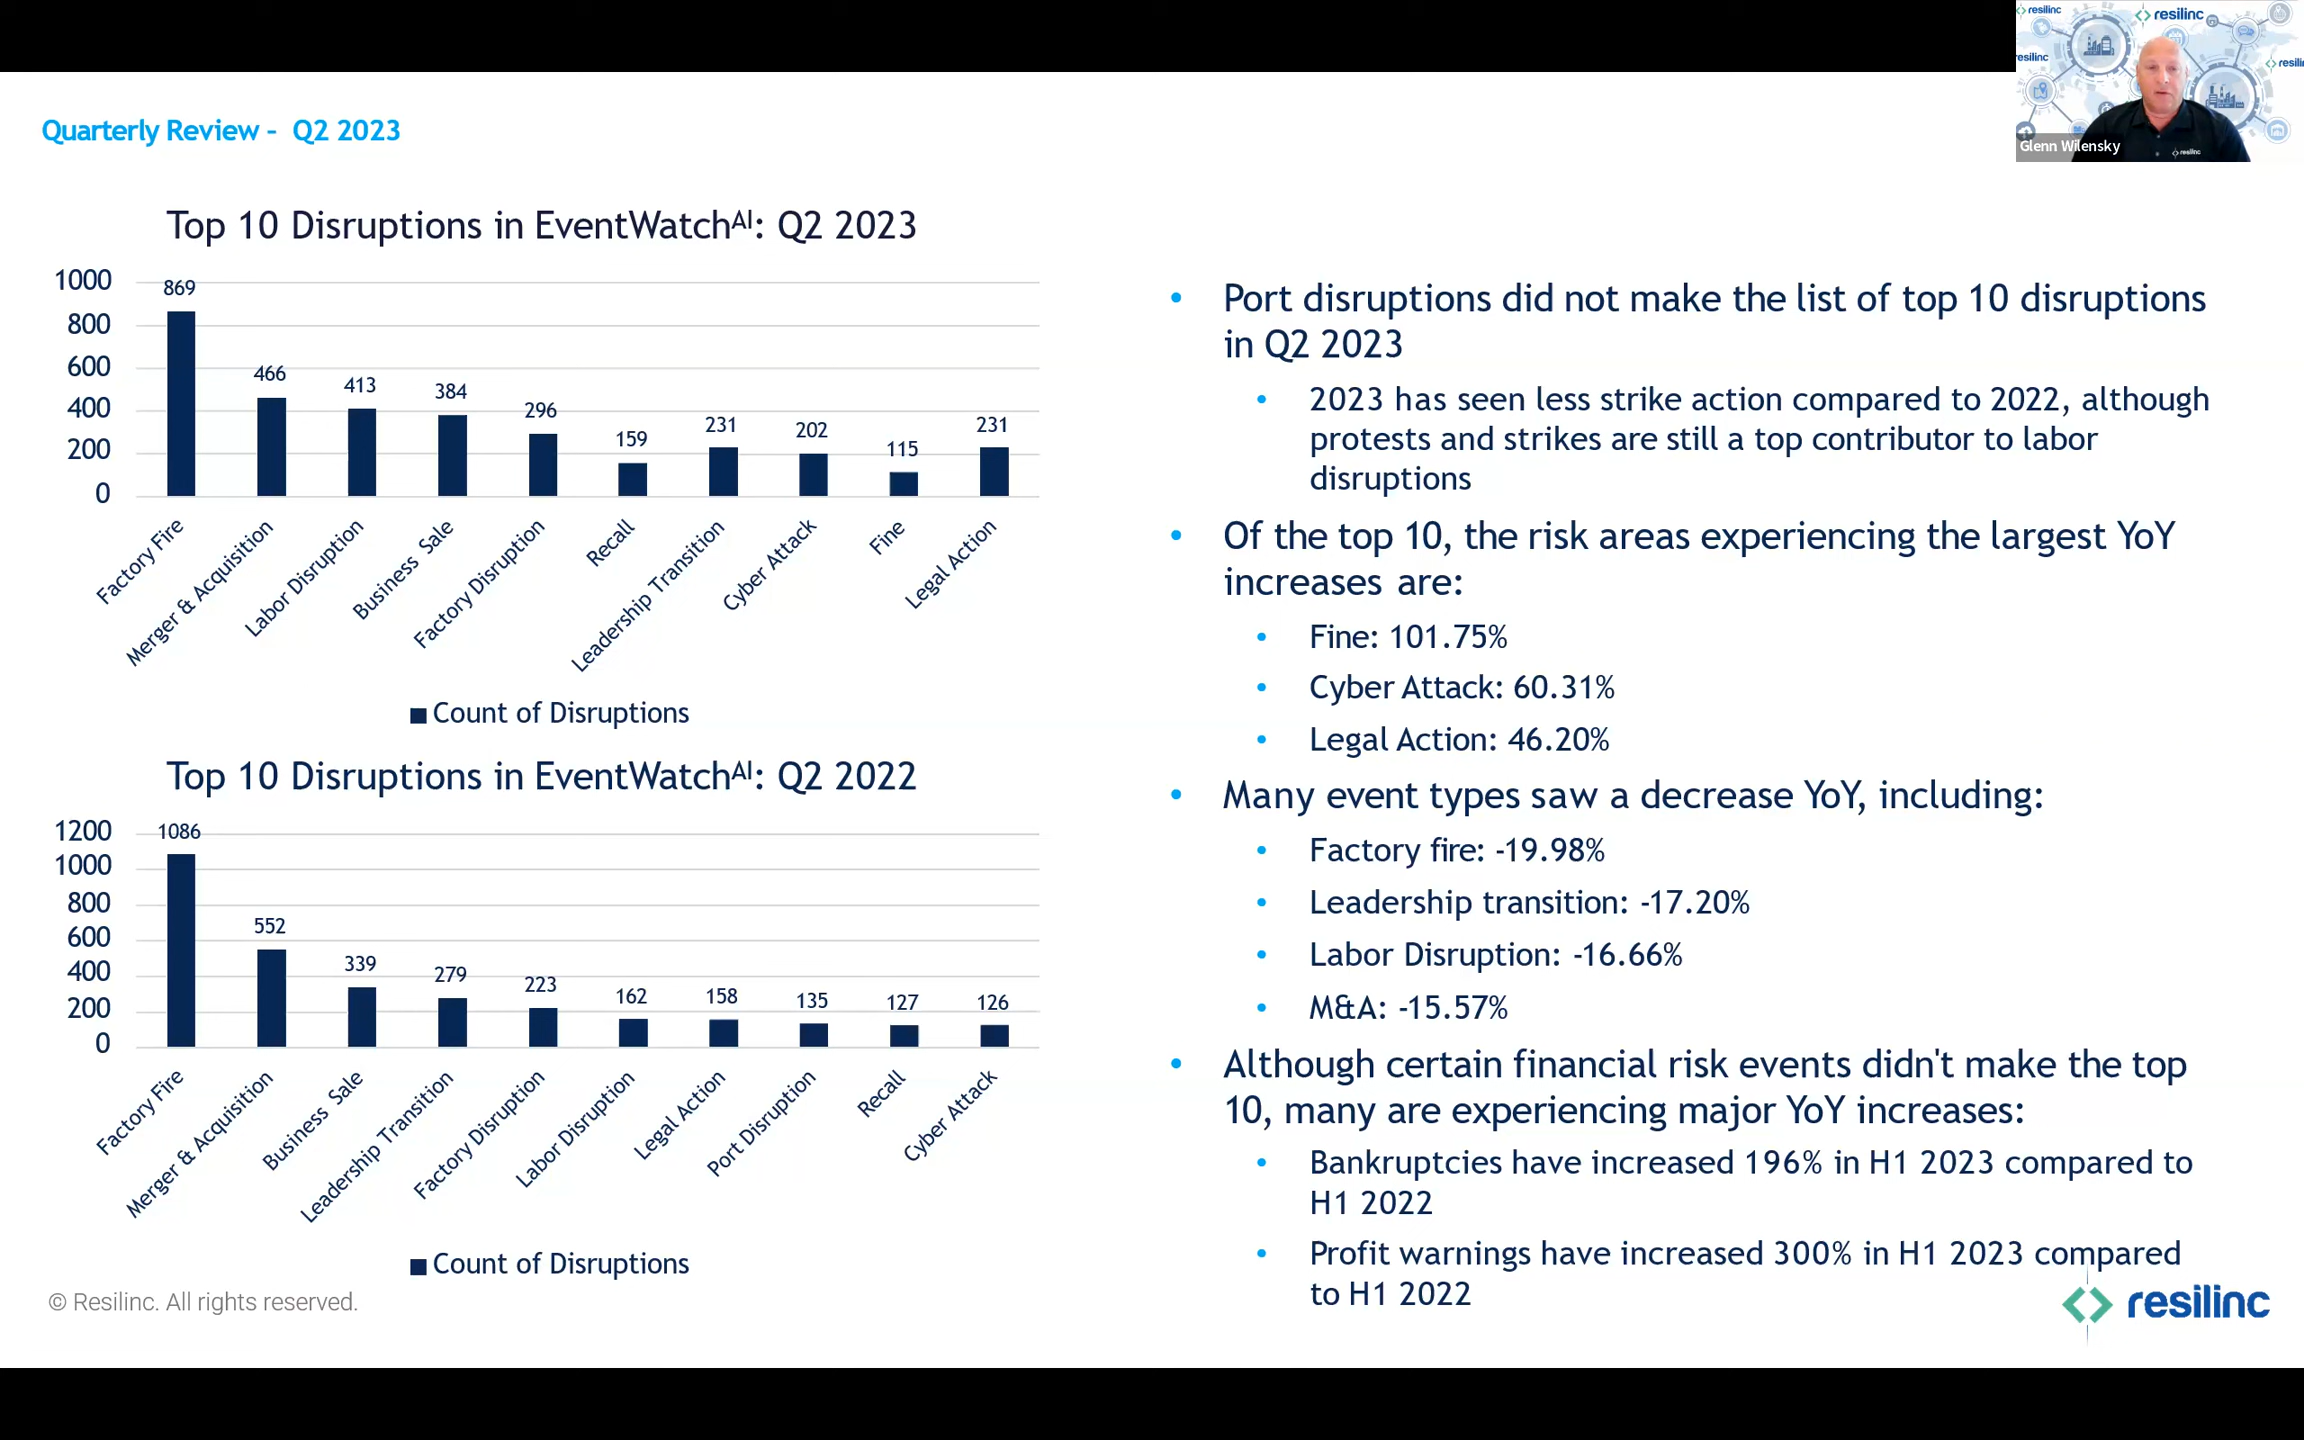 resilinc
resilinc
resilinc
Glenn Wilensky
resilinc
Quarterly Review - Q2 2023
Top 10 Disruptions in EventWatchAI: Q2 2023
1000
800
600
400
200
0
869
466
413
384
296
159
231
202
115
231
Factory Fire
Merger & Acquisition
Labor Disruption
Business Sale
Factory Disruption
Recall
Leadership Transition
Cyber Attack
Fine
Legal Action
Count of Disruptions
Top 10 Disruptions in EventWatchAI: Q2 2022
1200
1000
800
600
400
200
0
1086
552
339
279
223
162
158
135
127
126
Factory Fire
Merger & Acquisition
Business Sale
Leadership Transition
Factory Disruption
Labor Disruption
Legal Action
Port Disruption
Recall
Cyber Attack
Count of Disruptions
© Resilinc. All rights reserved.
• Port disruptions did not make the list of top 10 disruptions
in Q2 2023
• 2023 has seen less strike action compared to 2022, although
protests and strikes are still a top contributor to labor
disruptions
• Of the top 10, the risk areas experiencing the largest YoY
increases are:
• Fine: 101.75%
• Cyber Attack: 60.31%
• Legal Action: 46.20%
• Many event types saw a decrease YoY, including:
• Factory fire: -19.98%
• Leadership transition: -17.20%
• Labor Disruption: -16.66%
• M&A: -15.57%
• Although certain financial risk events didn't make the top
10, many are experiencing major YoY increases:
• Bankruptcies have increased 196% in H1 2023 compared to
H1 2022
• Profit warnings have increased 300% in H1 2023 compared
to H1 2022
resilinc